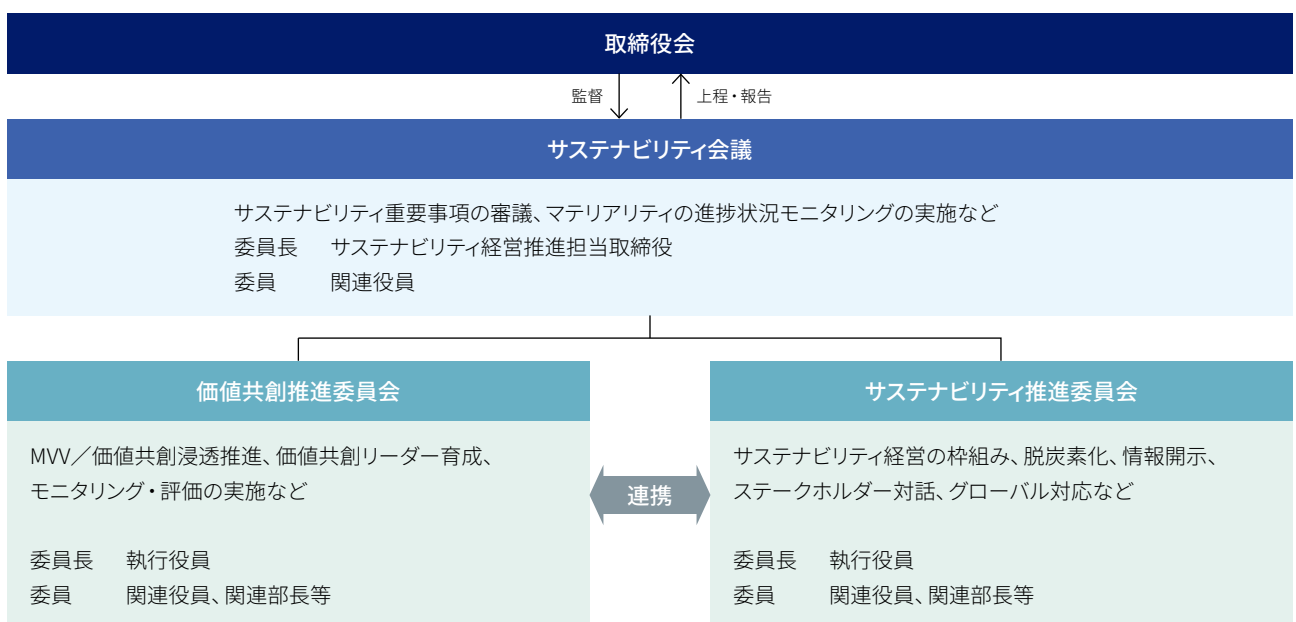 取締役会
監督
上程・報告
サステナビリティ会議
サステナビリティ重要事項の審議、マテリアリティの進捗状況モニタリングの実施など
委員長 サステナビリティ経営推進担当取締役
委員 関連役員
価値共創推進委員会
MVV／価値共創浸透推進、価値共創リーダー育成、
モニタリング・評価の実施など
委員長 執行役員
委員 関連役員、関連部長等
連携
サステナビリティ推進委員会
サステナビリティ経営の枠組み、脱炭素化、情報開示、
ステークホルダー対話、グローバル対応など
委員長 執行役員
委員 関連役員、関連部長等